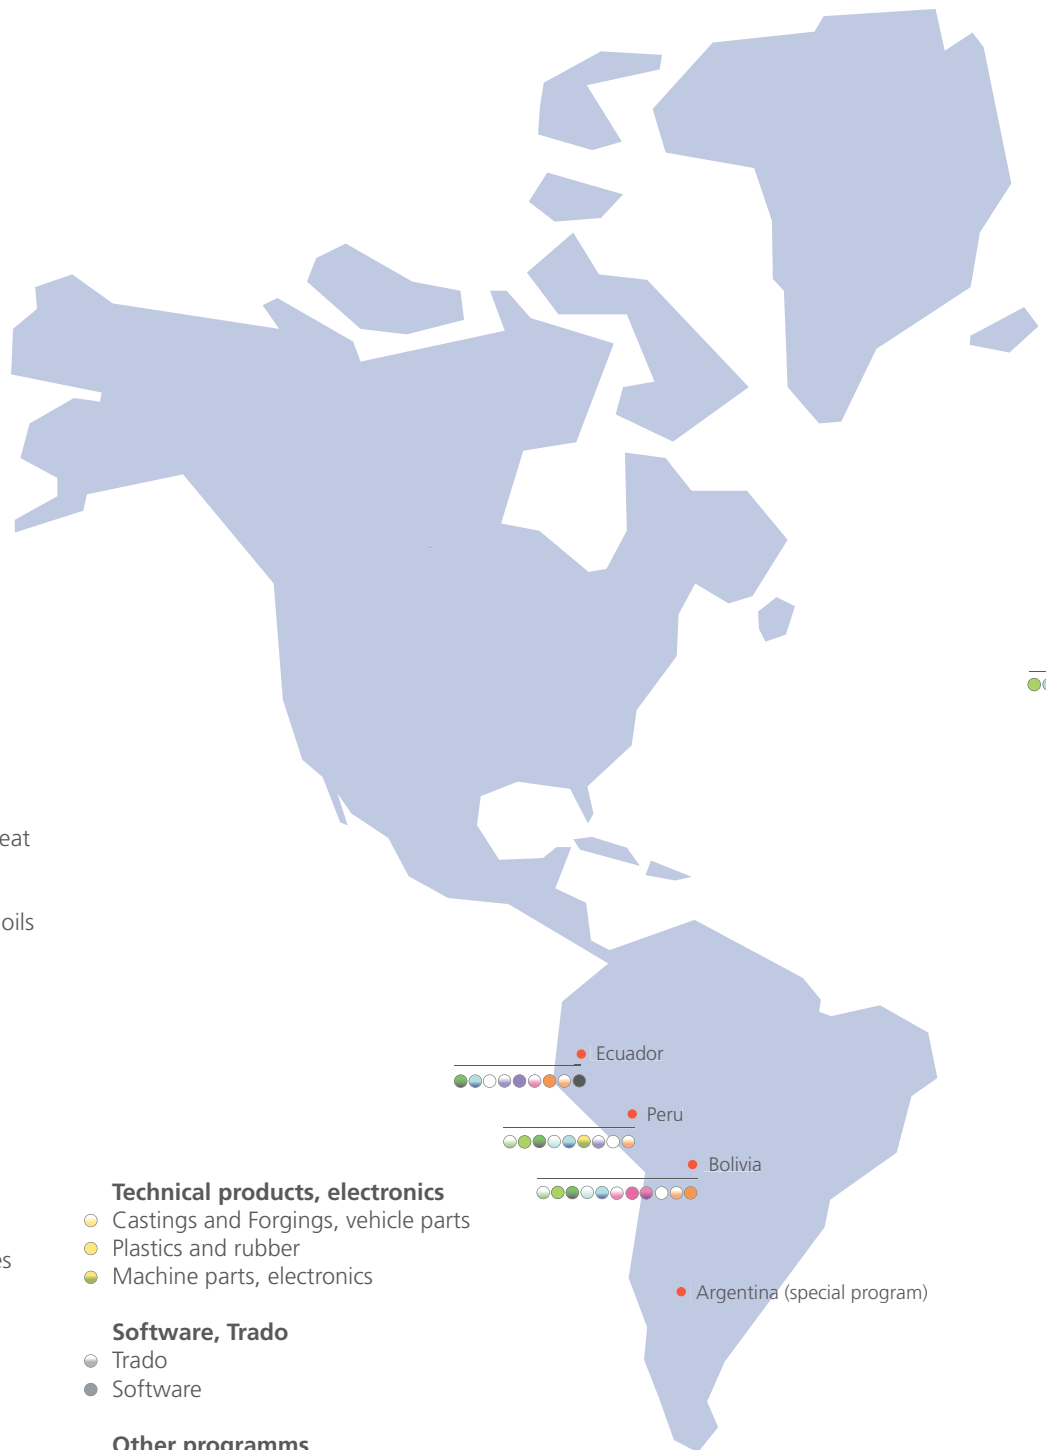 eat
oils
Ecuador
Peru
Bolivia
Technical products, electronics
Castings and Forgings, vehicle parts
Plastics and rubber
es
Machine parts, electronics
Argentina (special program)
Software, Trado
Trado
Software
Other programms